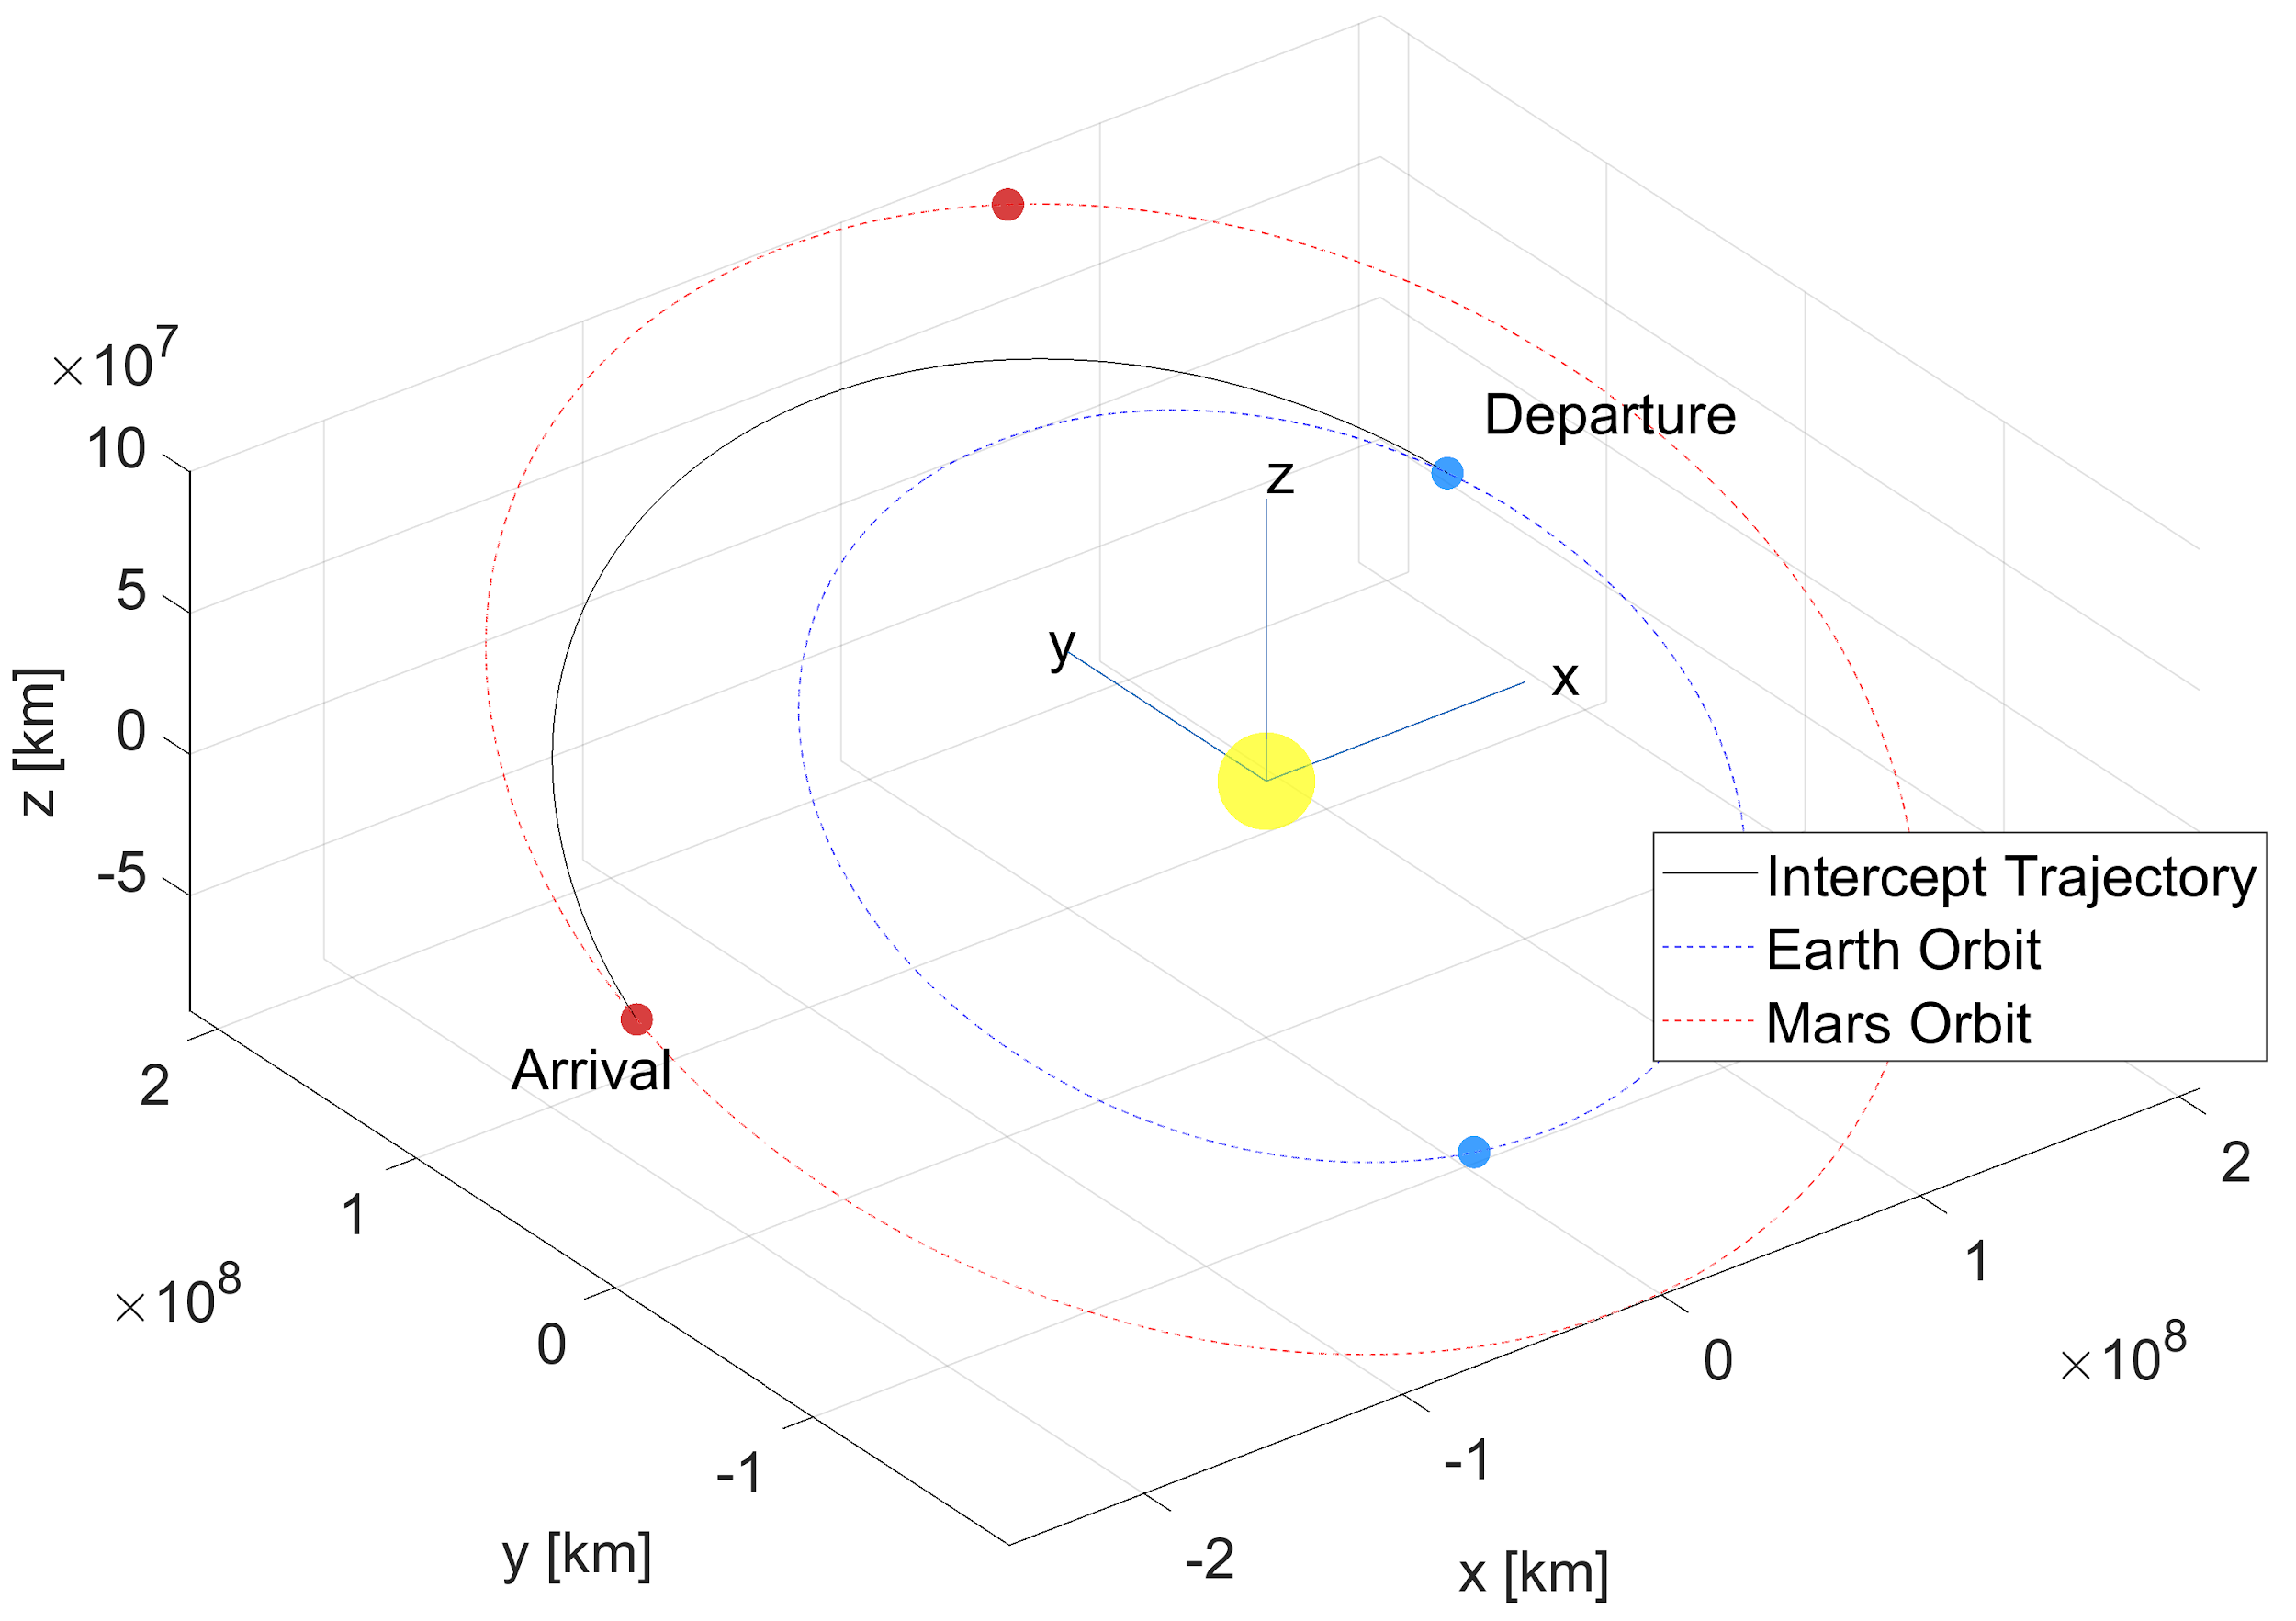 ×10⁷
10
5
0
-5
z [km]
Departure
z
y
x
Intercept Trajectory
Earth Orbit
Mars Orbit
Arrival
2
1
0
-1
×10⁸
y [km]
-2
-1
0
1
2
×10⁸
x [km]